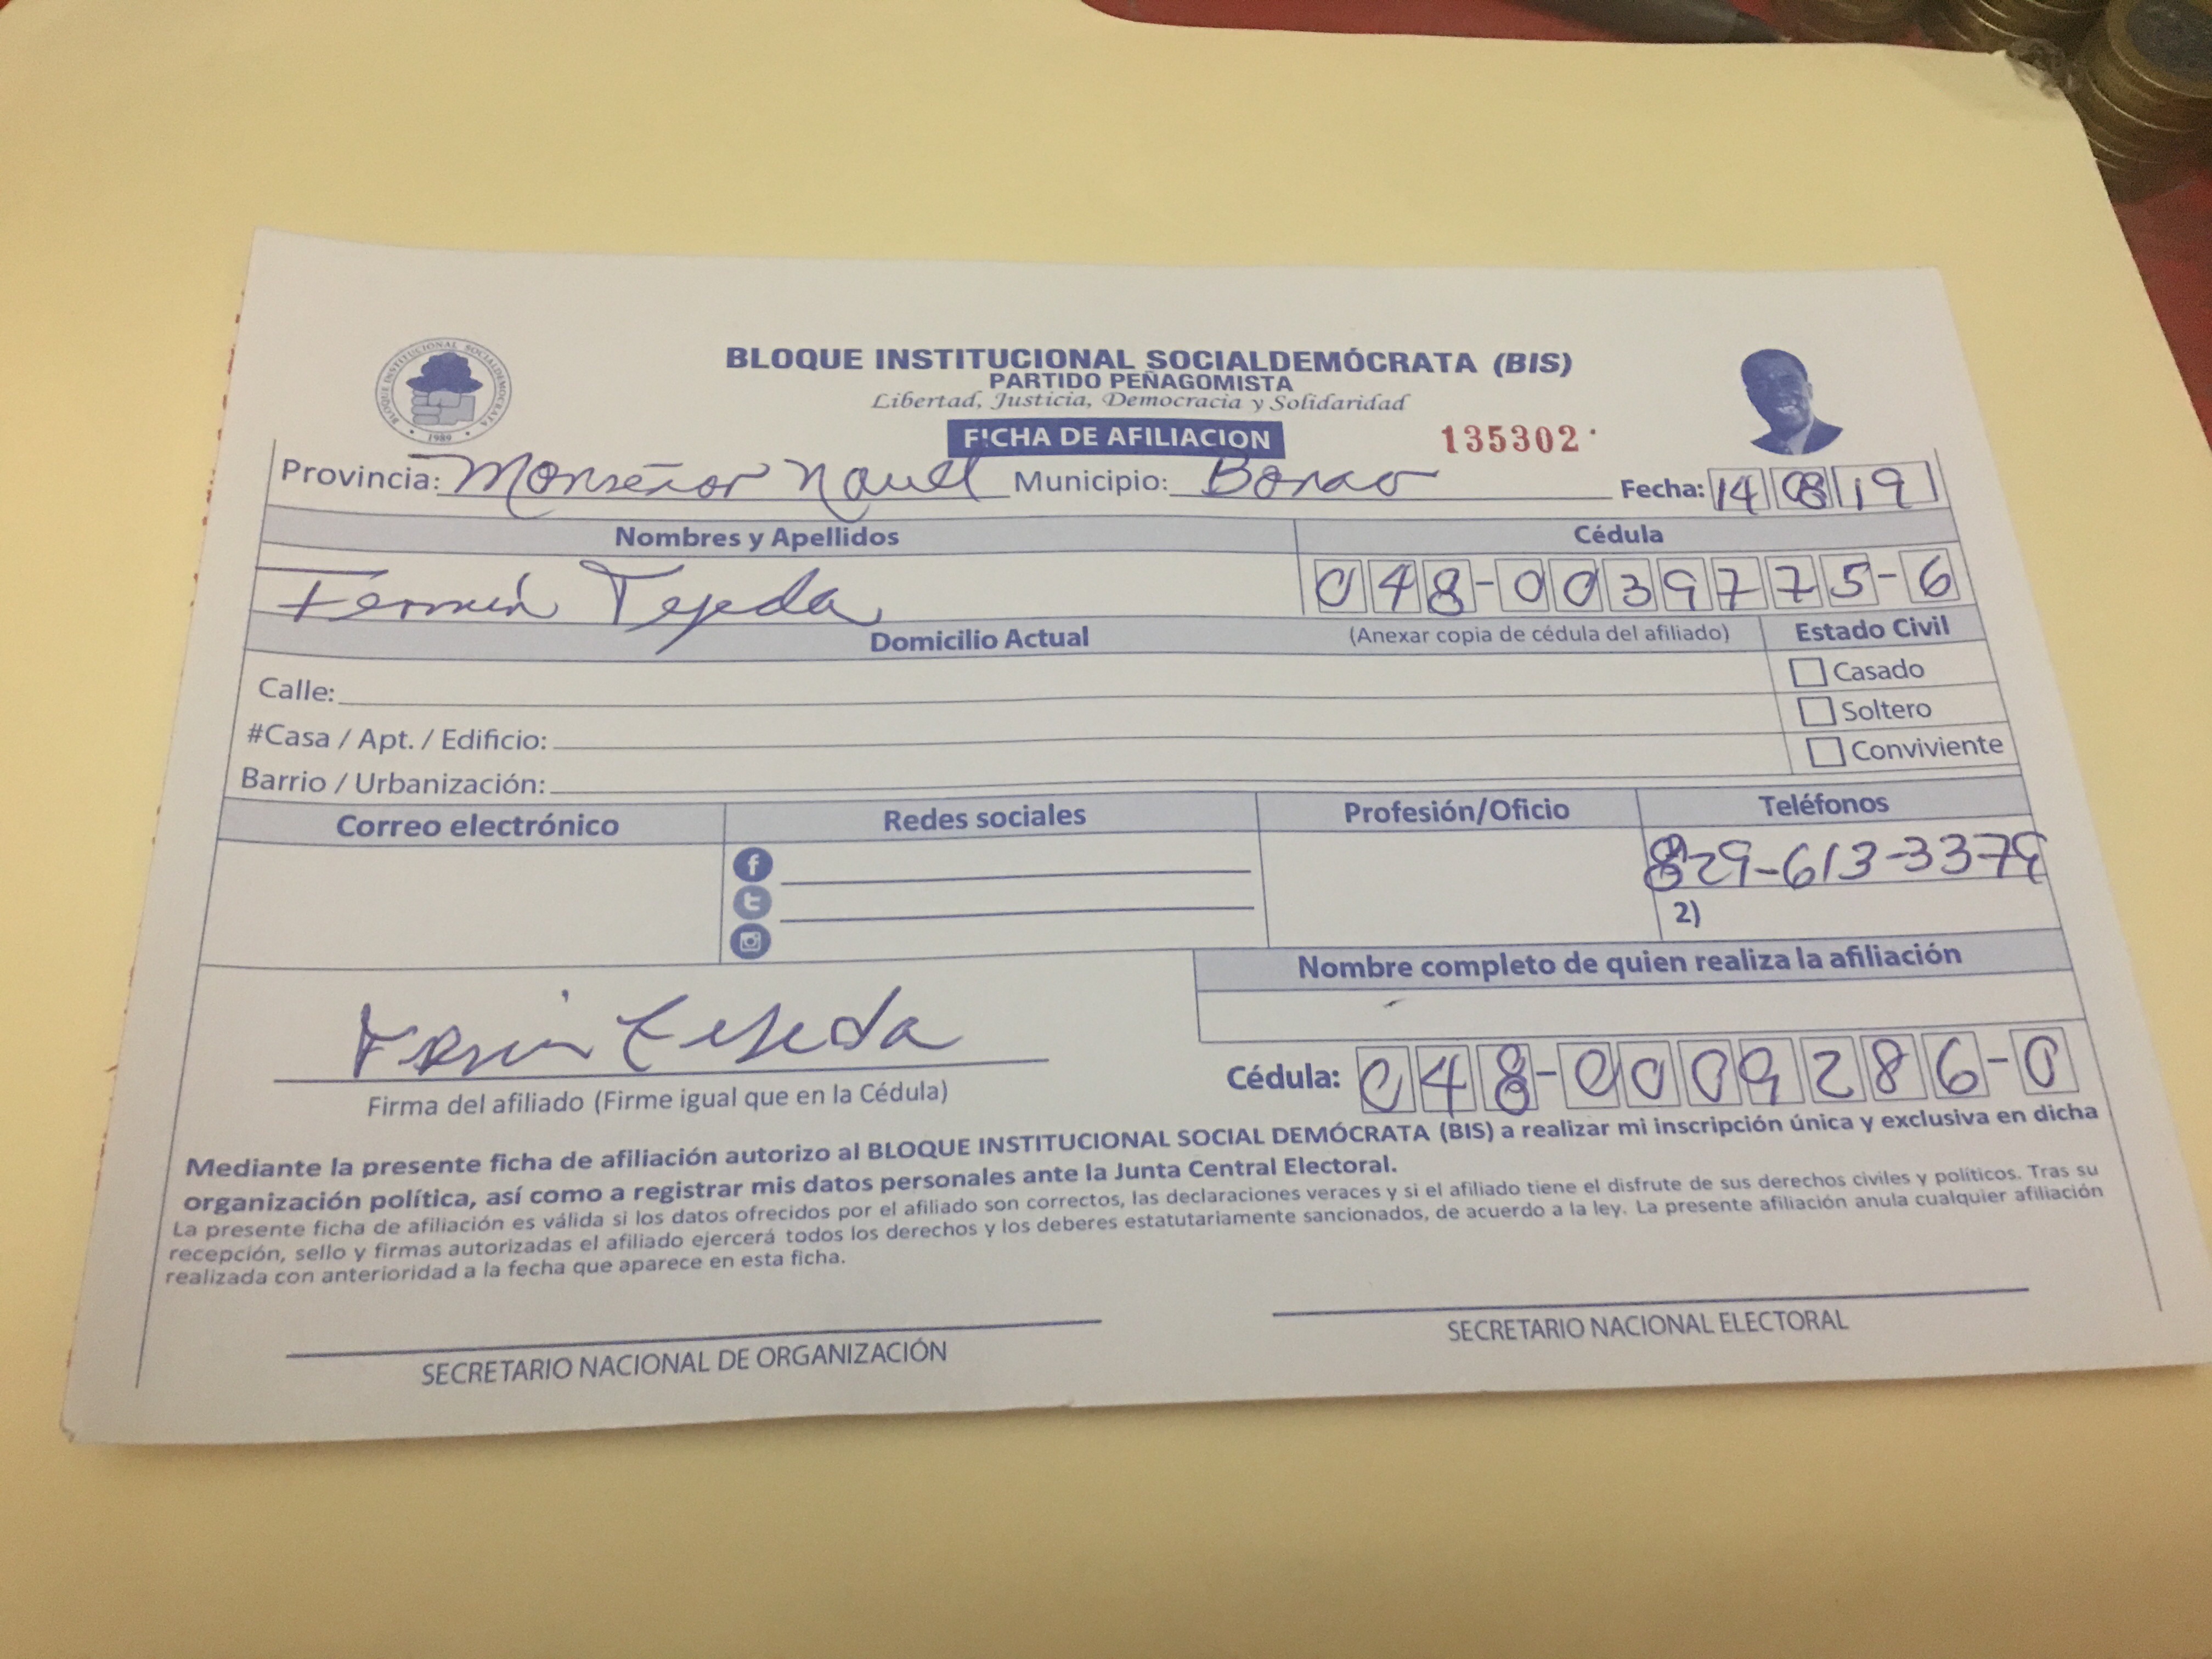 BLOQUE INSTITUCIONAL SOCIALDEMOCRATA
1989
BLOQUE INSTITUCIONAL SOCIALDEMÓCRATA (BIS)
PARTIDO PEÑAGOMISTA
Libertad, Justicia, Democracia y Solidaridad
FICHA DE AFILIACION 135302
Provincia: Monseñor Nouel Municipio: Bonao Fecha: 14 08 19
Nombres y Apellidos Cédula
Fermín Tejeda 048-0039775-6
Domicilio Actual (Anexar copia de cédula del afiliado) Estado Civil
Calle: Casado
#Casa / Apt. / Edificio: Soltero
Barrio / Urbanización: Conviviente
Correo electrónico Redes sociales Profesión/Oficio Teléfonos
f 829-613-3379
t 2)
Nombre completo de quien realiza la afiliación
Fermin Tejeda
Cédula: 048-0009286-0
Firma del afiliado (Firme igual que en la Cédula)
Mediante la presente ficha de afiliación autorizo al BLOQUE INSTITUCIONAL SOCIAL DEMÓCRATA (BIS) a realizar mi inscripción única y exclusiva en dicha
organización política, así como a registrar mis datos personales ante la Junta Central Electoral.
La presente ficha de afiliación es válida si los datos ofrecidos por el afiliado son correctos, las declaraciones veraces y si el afiliado tiene el disfrute de sus derechos civiles y políticos. Tras su
recepción, sello y firmas autorizadas el afiliado ejercerá todos los derechos y los deberes estatutariamente sancionados, de acuerdo a la ley. La presente afiliación anula cualquier afiliación
realizada con anterioridad a la fecha que aparece en esta ficha.
SECRETARIO NACIONAL DE ORGANIZACIÓN SECRETARIO NACIONAL ELECTORAL